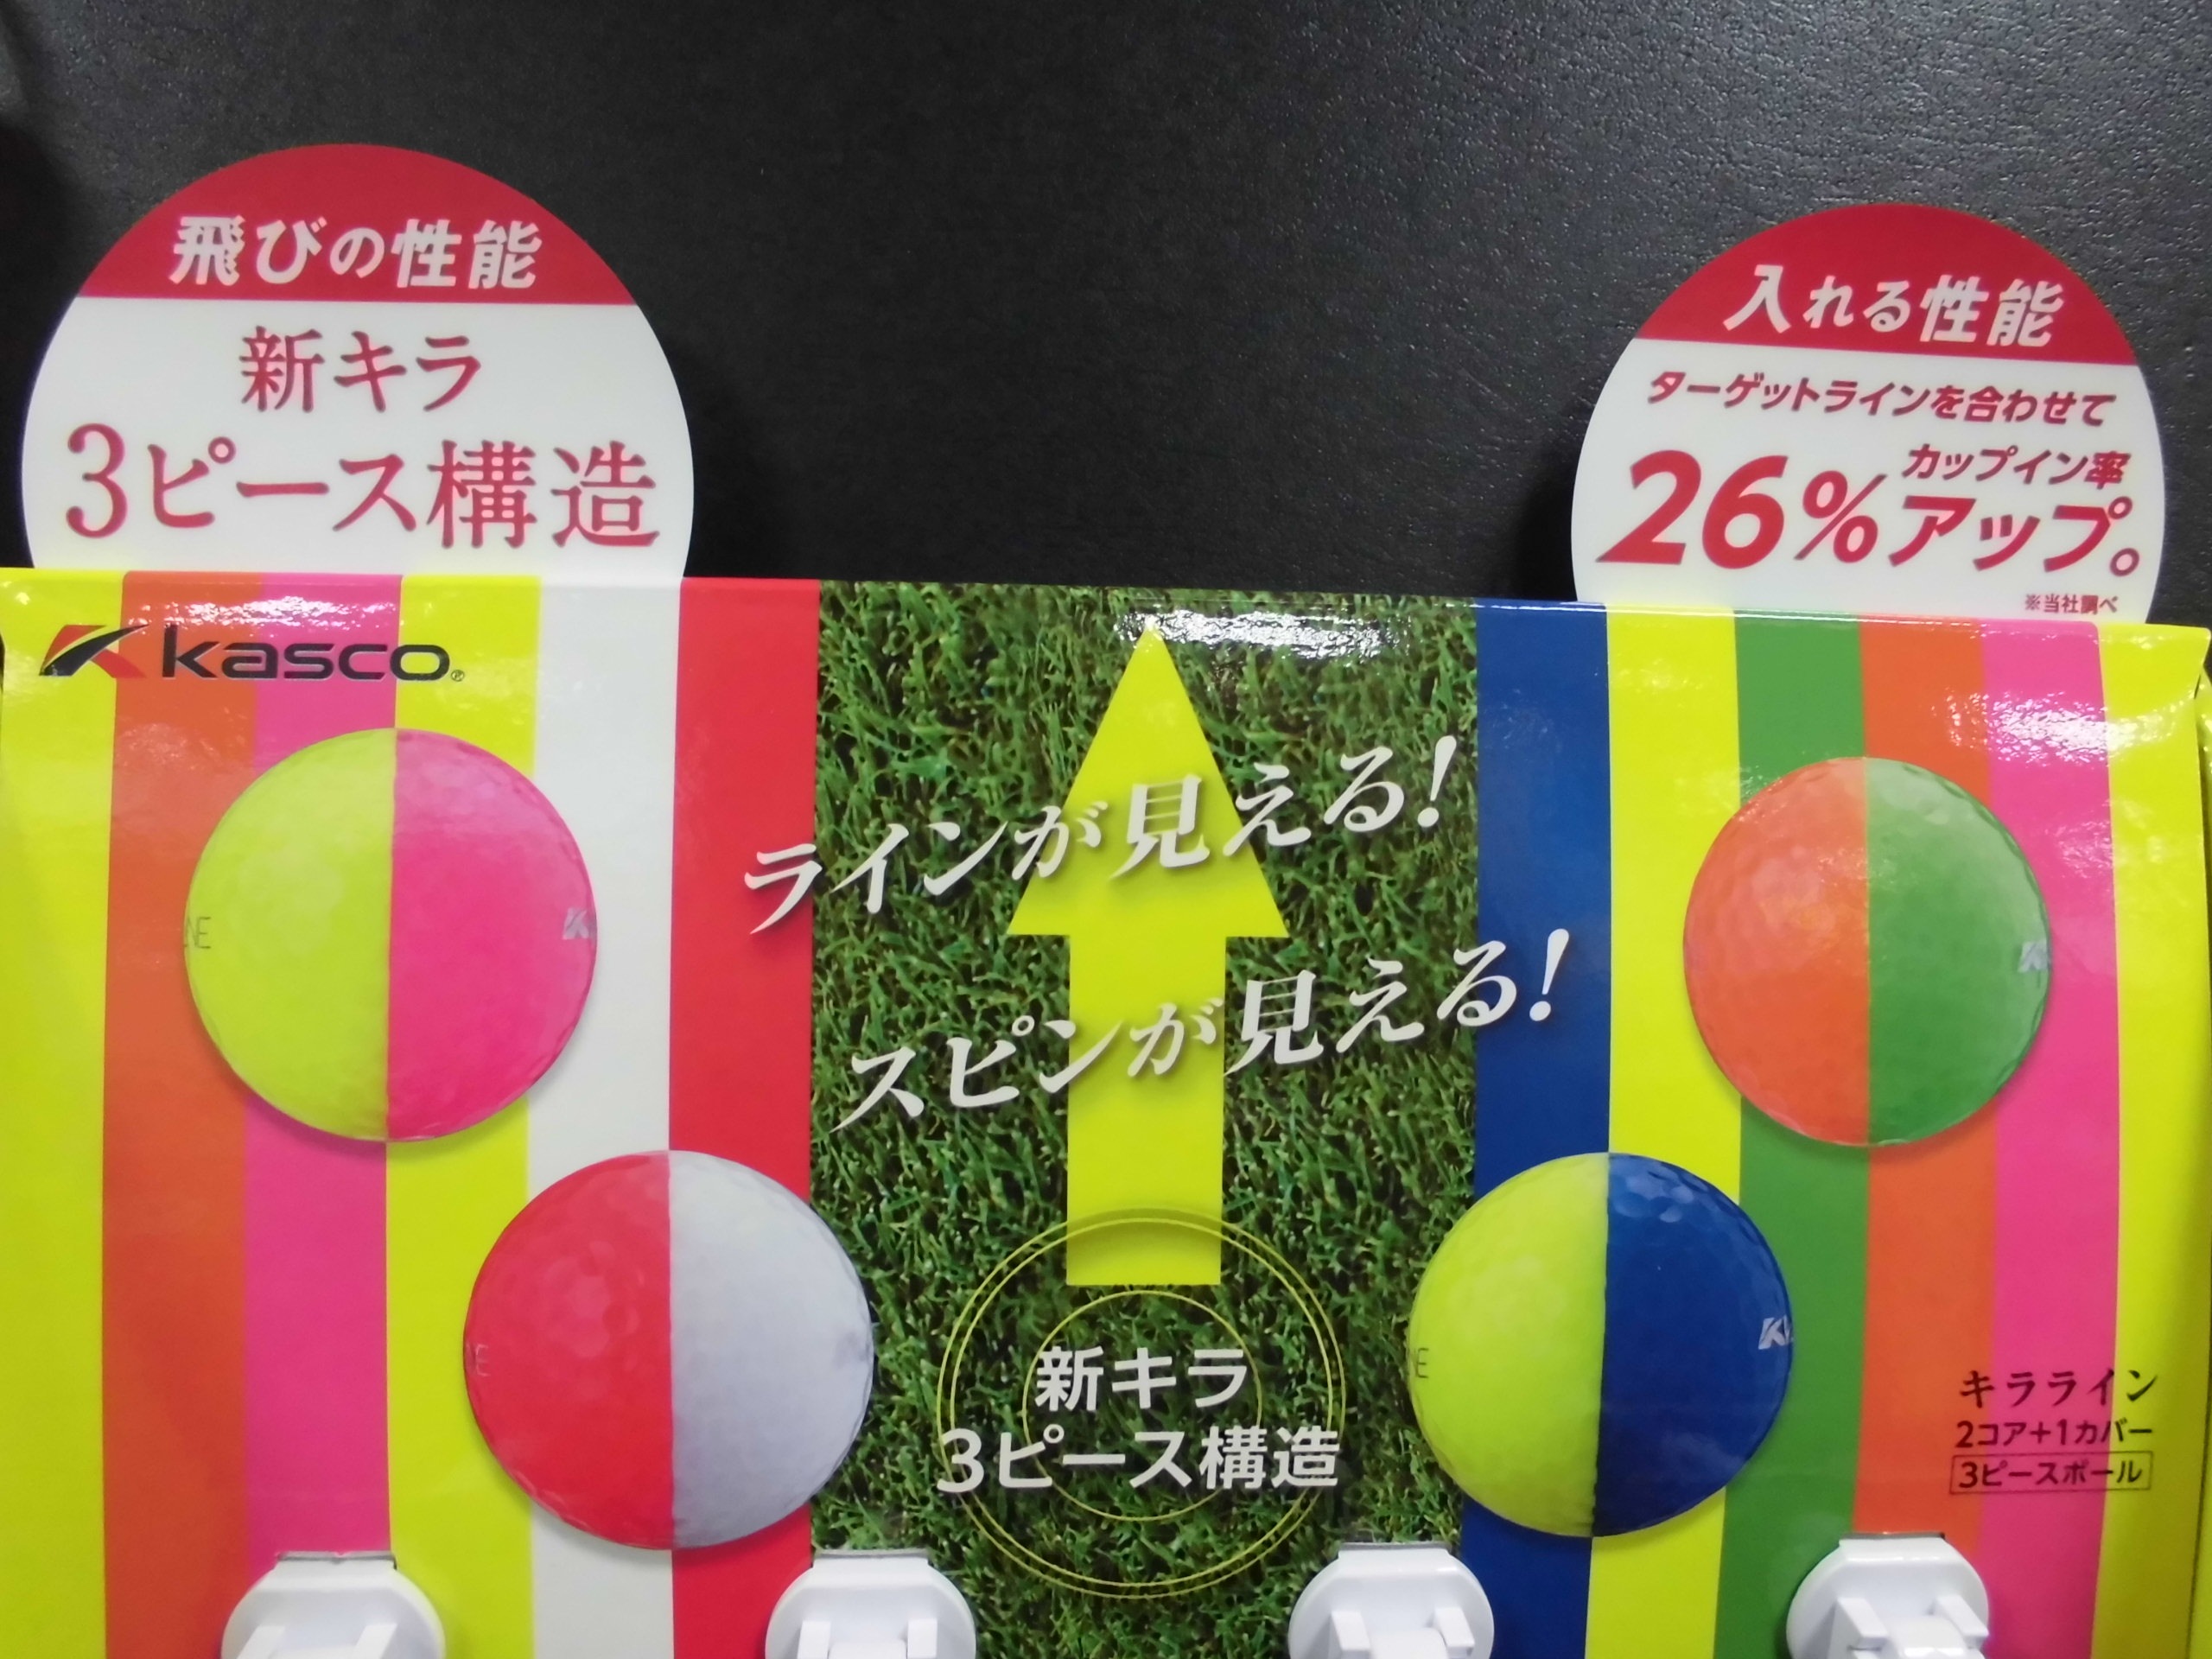 飛びの性能
新キラ
3ピース構造
入れる性能
ターゲットラインを合わせて
カップイン率
26%アップ。
※当社調べ
kasco®
ラインが見える!
スピンが見える!
新キラ
3ピース構造
キラライン
2コア+1カバー
3ピースボール